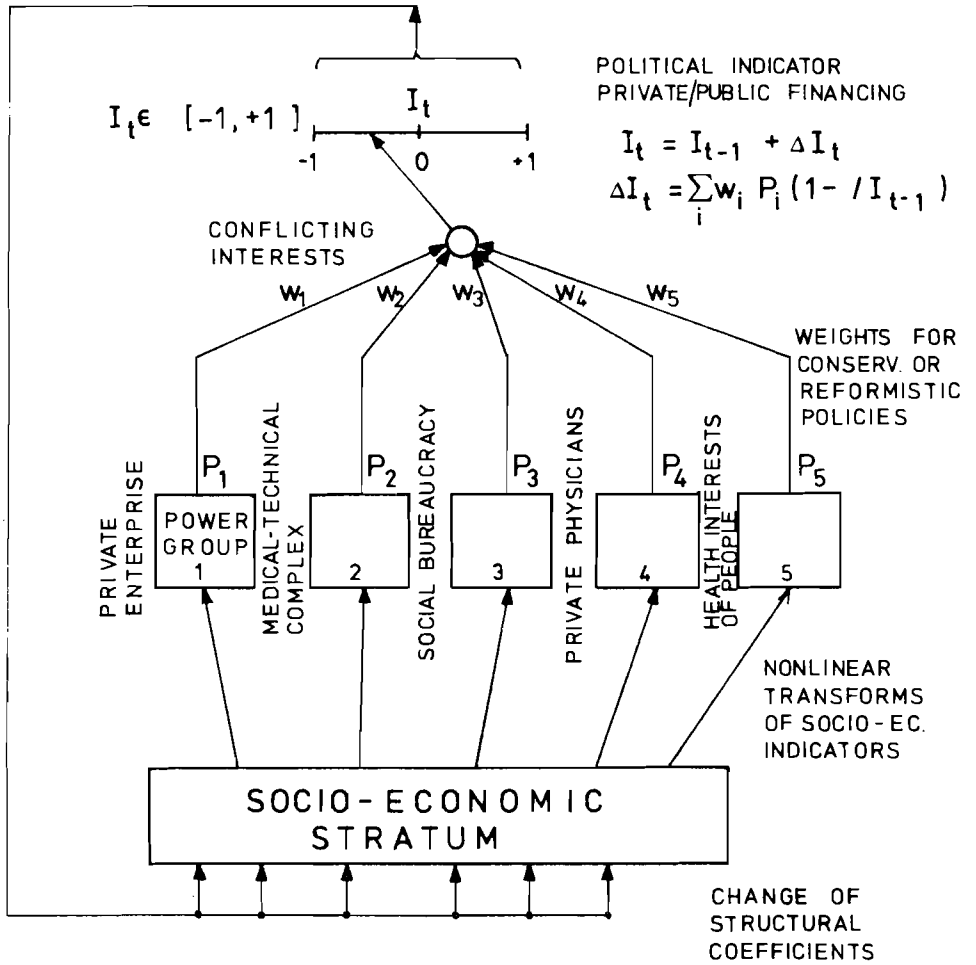 I_t
I_t ϵ [-1, +1]
-1 0 +1
POLITICAL INDICATOR
PRIVATE/PUBLIC FINANCING
I_t = I_{t-1} + ΔI_t
ΔI_t = ∑_i w_i P_i (1- /I_{t-1} )
CONFLICTING
INTERESTS
W1 W2 W3 W4 W5
WEIGHTS FOR
CONSERV. OR
REFORMISTIC
POLICIES
P1 P2 P3 P4 P5
PRIVATE
ENTERPRISE
POWER
GROUP
1
MEDICAL-TECHNICAL
COMPLEX
2
SOCIAL BUREAUCRACY
3
PRIVATE PHYSICIANS
4
HEALTH INTERESTS
OF PEOPLE
5
NONLINEAR
TRANSFORMS
OF SOCIO-EC.
INDICATORS
SOCIO-ECONOMIC
STRATUM
CHANGE OF
STRUCTURAL
COEFFICIENTS